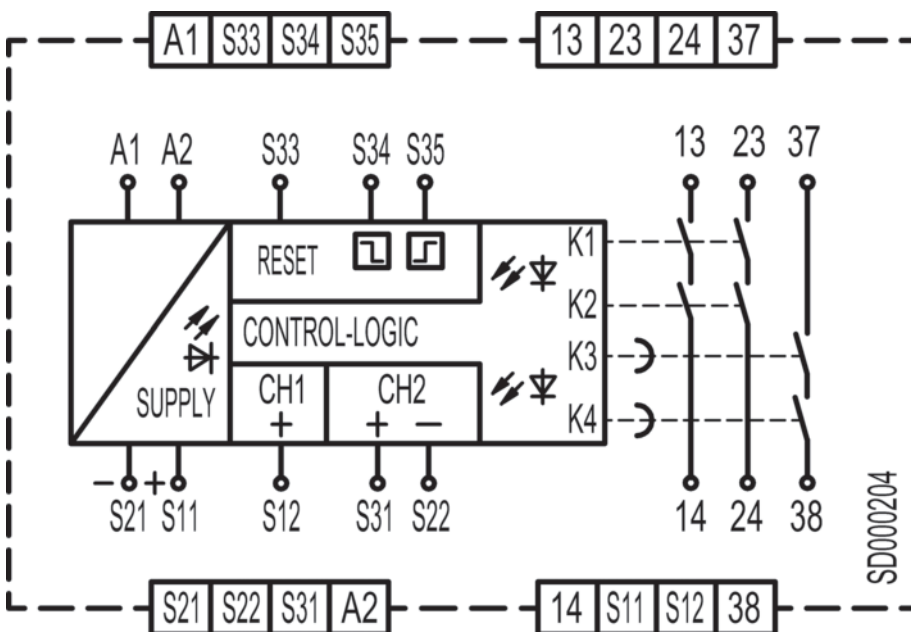 A1 S33 S34 S35 13 23 24 37
A1 A2 S33 S34 S35 13 23 37
RESET K1
K2
CONTROL-LOGIC
K3
SUPPLY CH1 CH2
+ + − K4
− + 
S21 S11 S12 S31 S22 14 24 38
SD000204
S21 S22 S31 A2 14 S11 S12 38